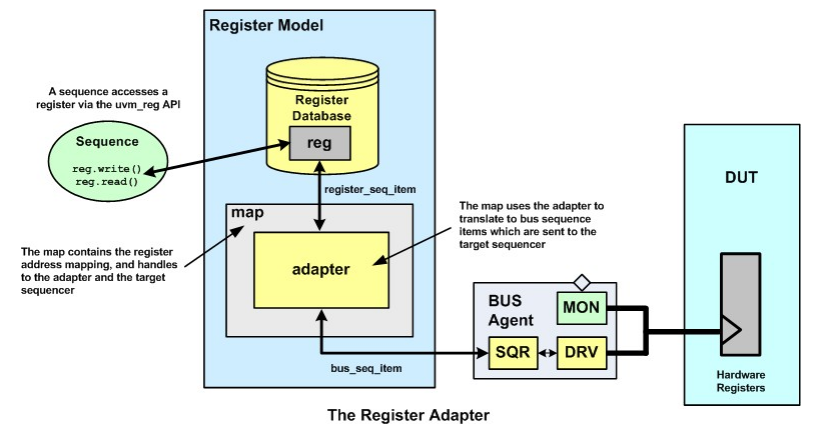 Register Model
A sequence accesses a
register via the uvm_reg API
Sequence
reg.write()
reg.read()
Register
Database
reg
register_seq_item
map
adapter
The map uses the adapter to
translate to bus sequence
items which are sent to the
target sequencer
The map contains the register
address mapping, and handles
to the adapter and the target
sequencer
bus_seq_item
BUS
Agent
MON
SQR
DRV
DUT
Hardware
Registers
The Register Adapter